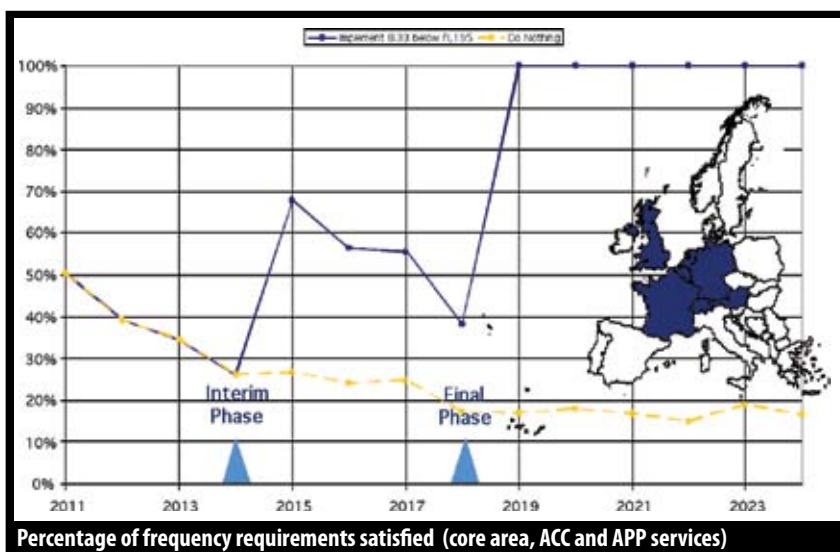 Implement 8.33 below FL195 Do Nothing
100%
90%
80%
70%
60%
50%
40%
30%
20%
10%
0%
Interim
Phase
Final
Phase
2011 2013 2015 2017 2019 2021 2023
Percentage of frequency requirements satisfied (core area, ACC and APP services)